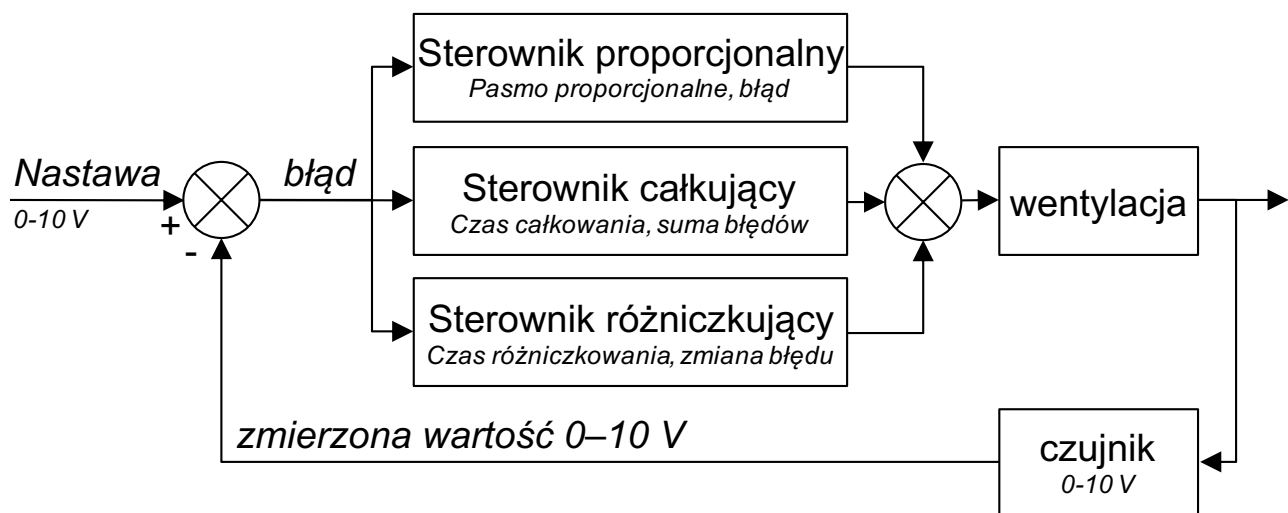 Sterownik proporcjonalny
Pasmo proporcjonalne, błąd
Nastawa
0-10 V
+
-
błąd
Sterownik całkujący
Czas całkowania, suma błędów
wentylacja
Sterownik różniczkujący
Czas różniczkowania, zmiana błędu
zmierzona wartość 0–10 V
czujnik
0-10 V